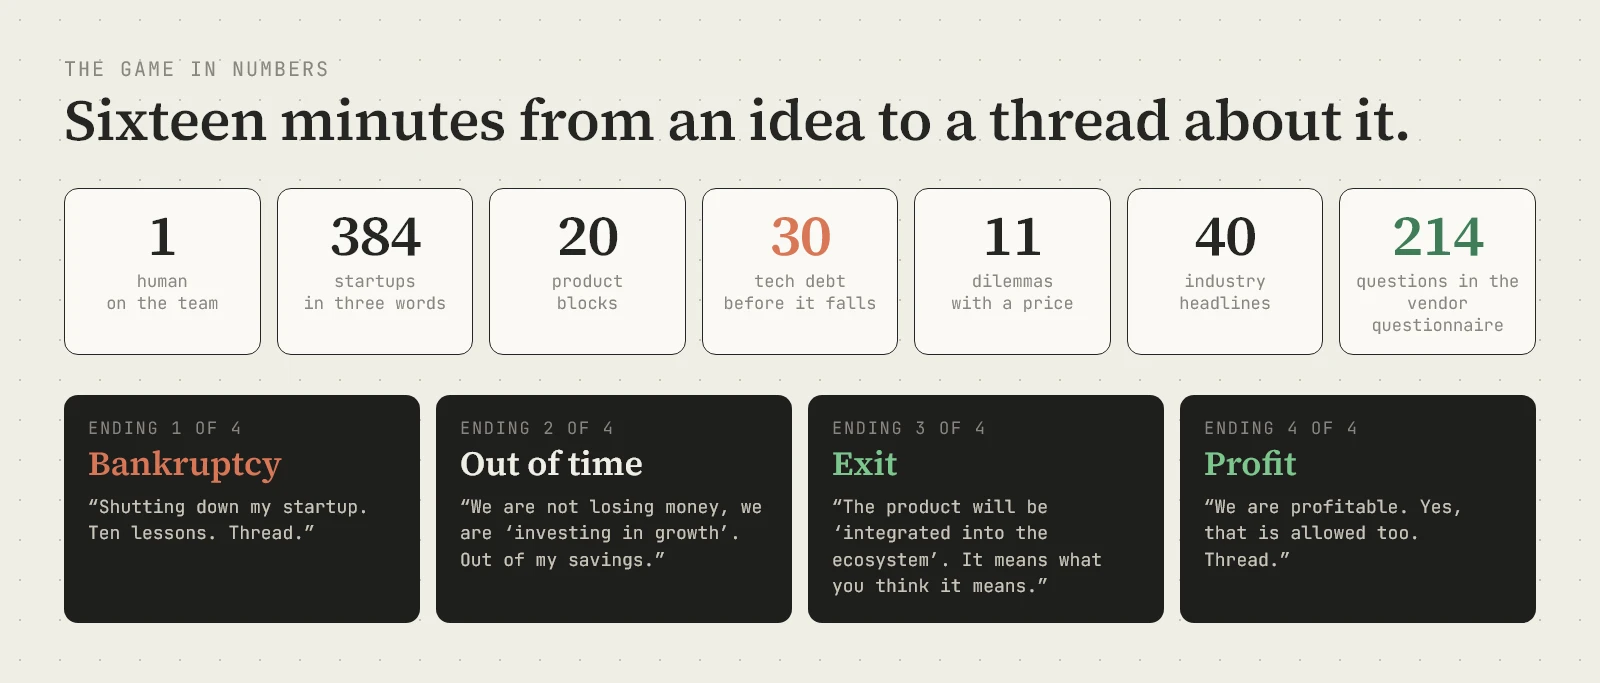 THE GAME IN NUMBERS
Sixteen minutes from an idea to a thread about it.
1
human
on the team
384
startups
in three words
20
product
blocks
30
tech debt
before it falls
11
dilemmas
with a price
40
industry
headlines
214
questions in the
vendor
questionnaire
ENDING 1 OF 4
Bankruptcy
“Shutting down my startup.
Ten lessons. Thread.”
ENDING 2 OF 4
Out of time
“We are not losing money, we
are ‘investing in growth’.
Out of my savings.”
ENDING 3 OF 4
Exit
“The product will be
‘integrated into the
ecosystem’. It means what
you think it means.”
ENDING 4 OF 4
Profit
“We are profitable. Yes,
that is allowed too.
Thread.”